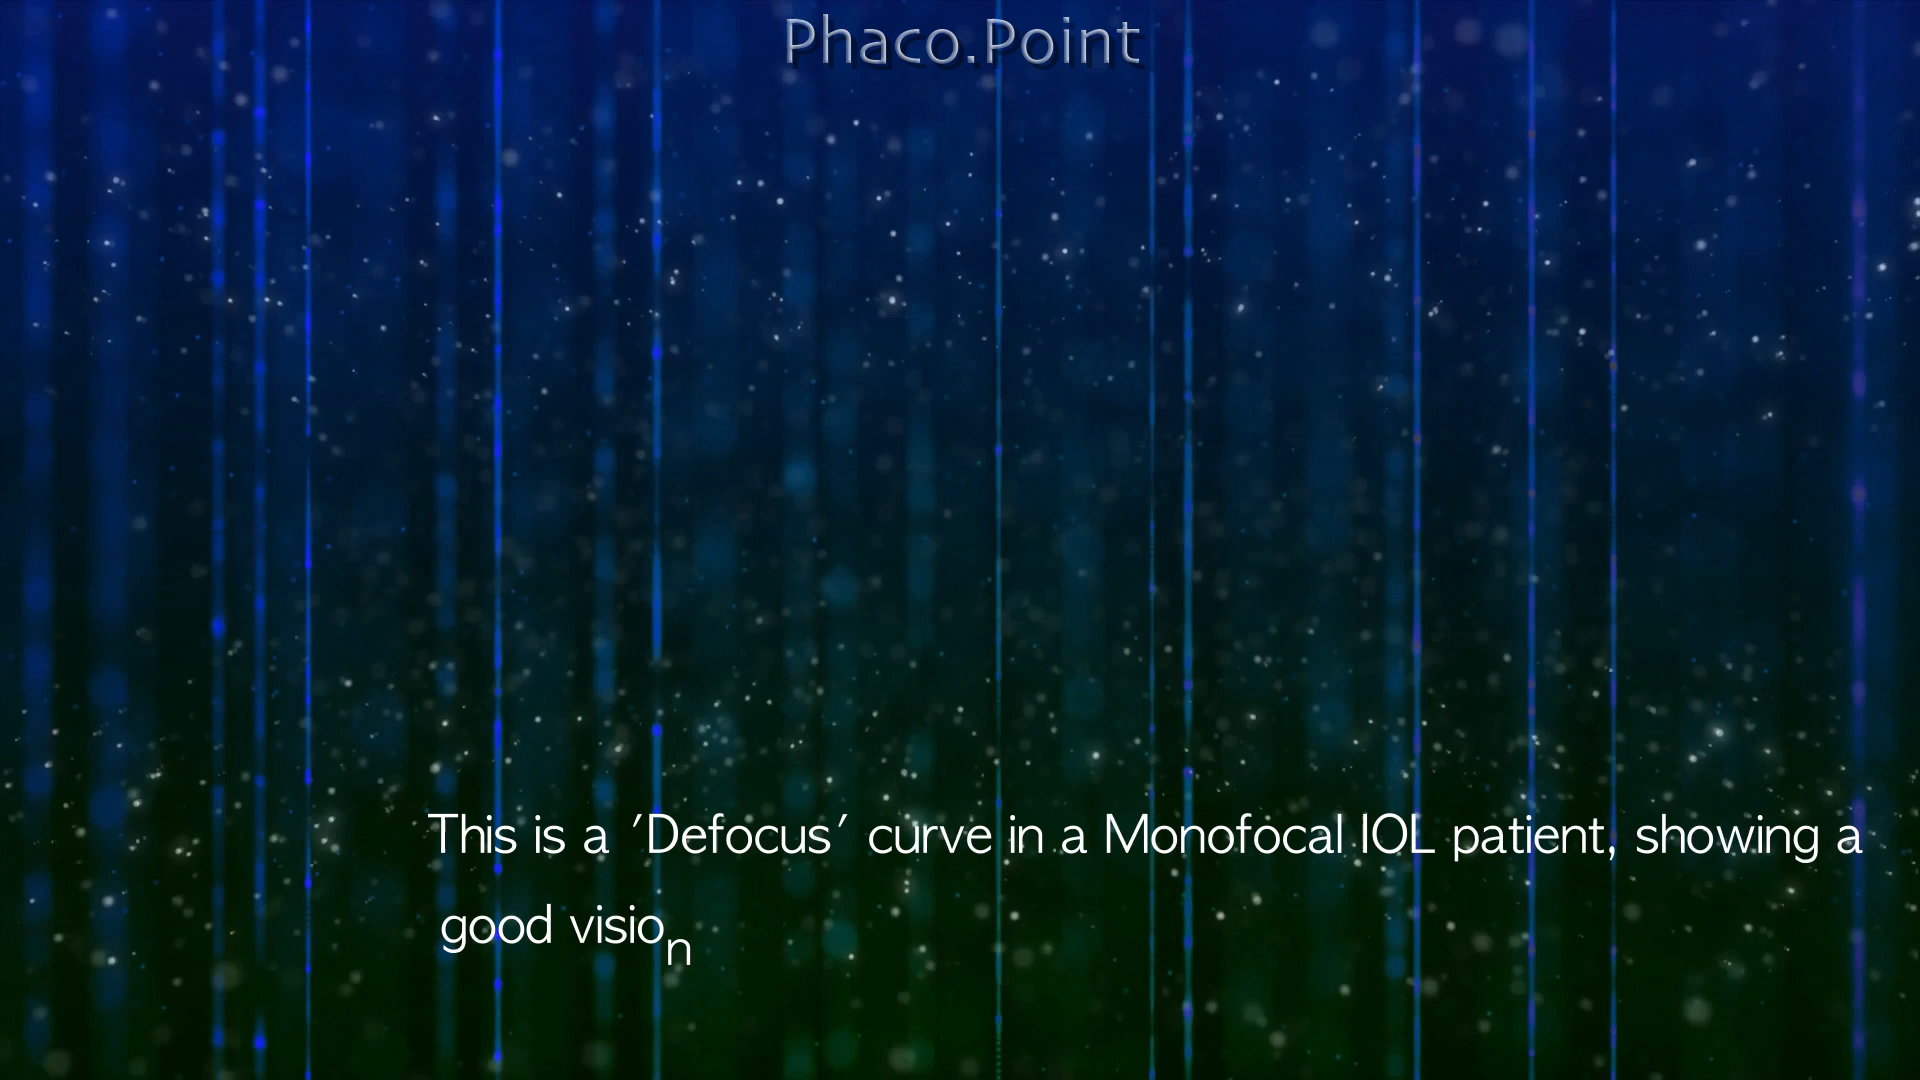 Phaco.Point
This is a 'Defocus' curve in a Monofocal IOL patient, showing a
good vision